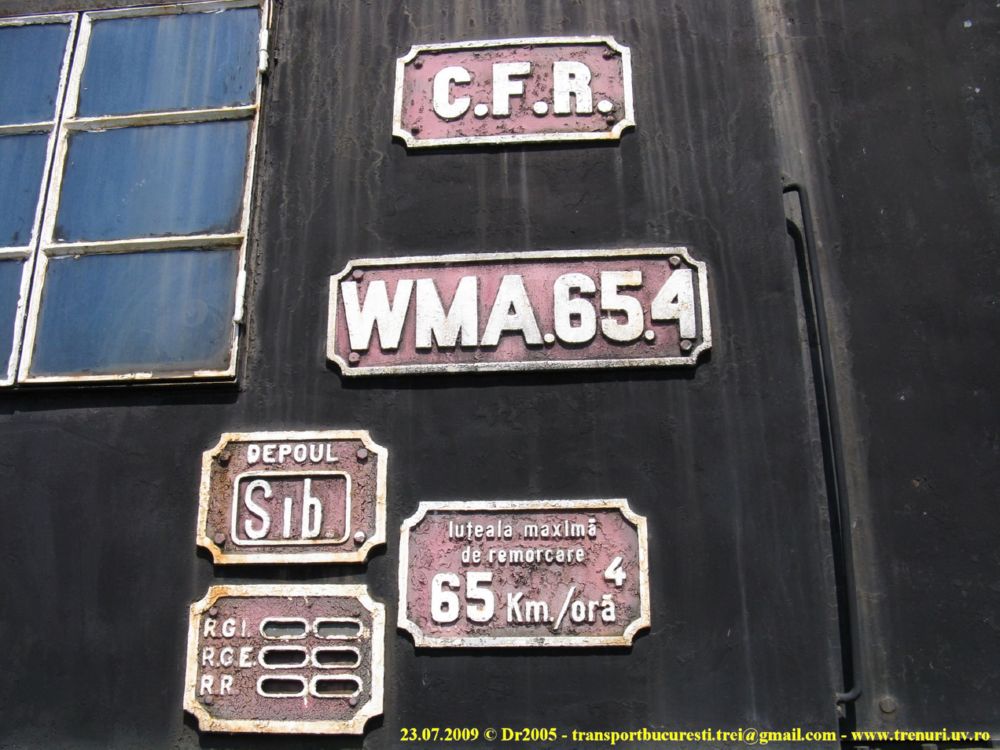 C.F.R.
WMA.65.4
DEPOUL
Sib
Iuțeala maximă
de remorcare
65 Km./oră 4
R.G.I.
R.G.E.
R.R.
23.07.2009 © Dr2005 - transportbucuresti.trei@gmail.com - www.trenuri.uv.ro